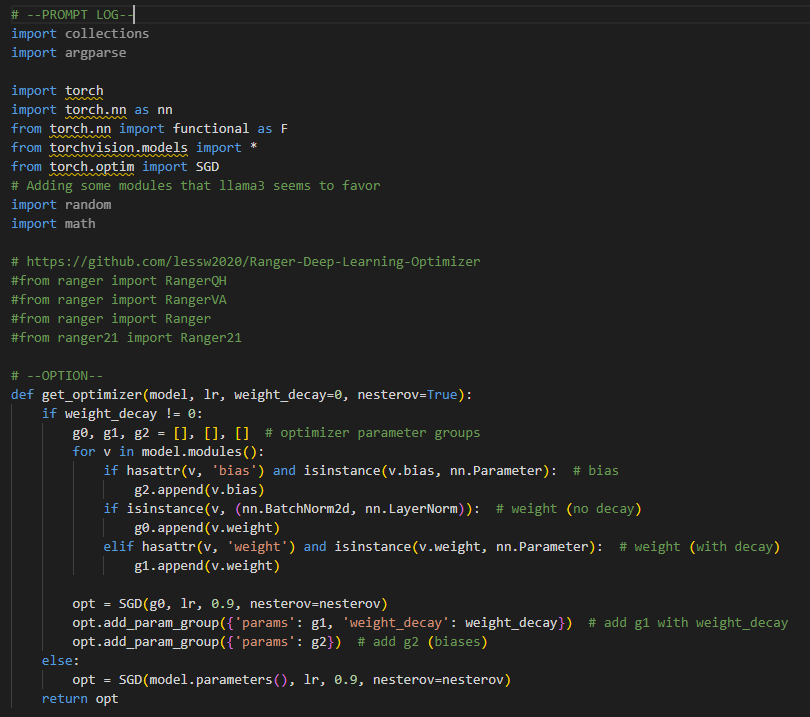 # --PROMPT LOG--
import collections
import argparse

import torch
import torch.nn as nn
from torch.nn import functional as F
from torchvision.models import *
from torch.optim import SGD
# Adding some modules that llama3 seems to favor
import random
import math

# https://github.com/lessw2020/Ranger-Deep-Learning-Optimizer
#from ranger import RangerQH
#from ranger import RangerVA
#from ranger import Ranger
#from ranger21 import Ranger21

# --OPTION--
def get_optimizer(model, lr, weight_decay=0, nesterov=True):
    if weight_decay != 0:
        g0, g1, g2 = [], [], []  # optimizer parameter groups
        for v in model.modules():
            if hasattr(v, 'bias') and isinstance(v.bias, nn.Parameter):  # bias
                g2.append(v.bias)
            if isinstance(v, (nn.BatchNorm2d, nn.LayerNorm)):  # weight (no decay)
                g0.append(v.weight)
            elif hasattr(v, 'weight') and isinstance(v.weight, nn.Parameter):  # weight (with decay)
                g1.append(v.weight)

        opt = SGD(g0, lr, 0.9, nesterov=nesterov)
        opt.add_param_group({'params': g1, 'weight_decay': weight_decay})  # add g1 with weight_decay
        opt.add_param_group({'params': g2})  # add g2 (biases)
    else:
        opt = SGD(model.parameters(), lr, 0.9, nesterov=nesterov)
    return opt